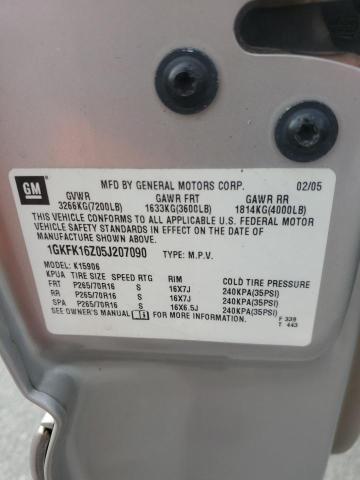 GM MFD BY GENERAL MOTORS CORP. 02/05
GVWR GAWR FRT GAWR RR
3266KG(7200LB) 1633KG(3600LB) 1814KG(4000LB)
THIS VEHICLE CONFORMS TO ALL APPLICABLE U.S. FEDERAL MOTOR
VEHICLE SAFETY STANDARDS IN EFFECT ON THE DATE OF
MANUFACTURE SHOWN ABOVE.
1GKFK16Z05J207090 TYPE: M.P.V.
MODEL: K15906
KPUA TIRE SIZE SPEED RTG RIM COLD TIRE PRESSURE
FRT P265/70R16 S 16X7J 240KPA(35PSI)
RR P265/70R16 S 16X7J 240KPA(35PSI)
SPA P265/70R16 S 16X6.5J 240KPA(35PSI)
SEE OWNER'S MANUAL FOR MORE INFORMATION. F 339
T 443